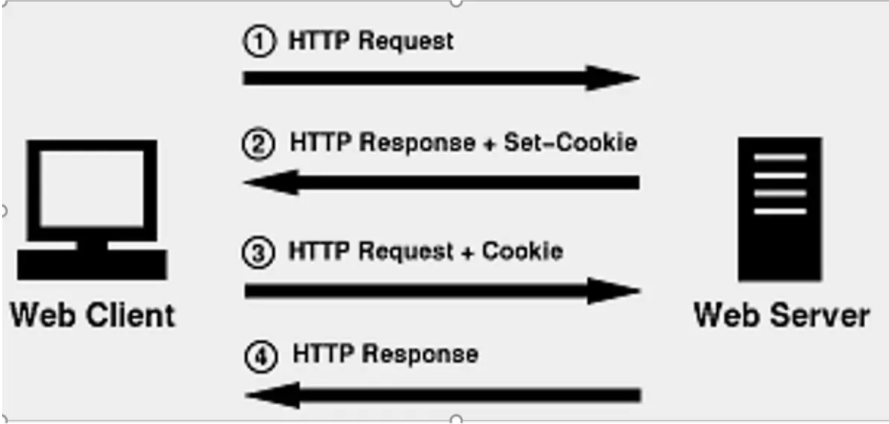 ① HTTP Request
② HTTP Response + Set-Cookie
③ HTTP Request + Cookie
Web Client
Web Server
④ HTTP Response